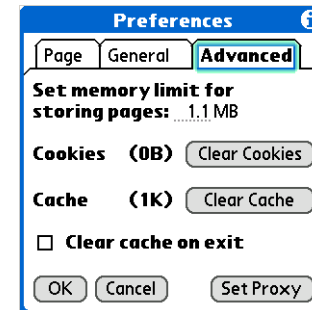 Preferences i
Page General Advanced
Set memory limit for
storing pages: 1.1 MB
Cookies (0B) Clear Cookies
Cache (1K) Clear Cache
Clear cache on exit
OK Cancel Set Proxy